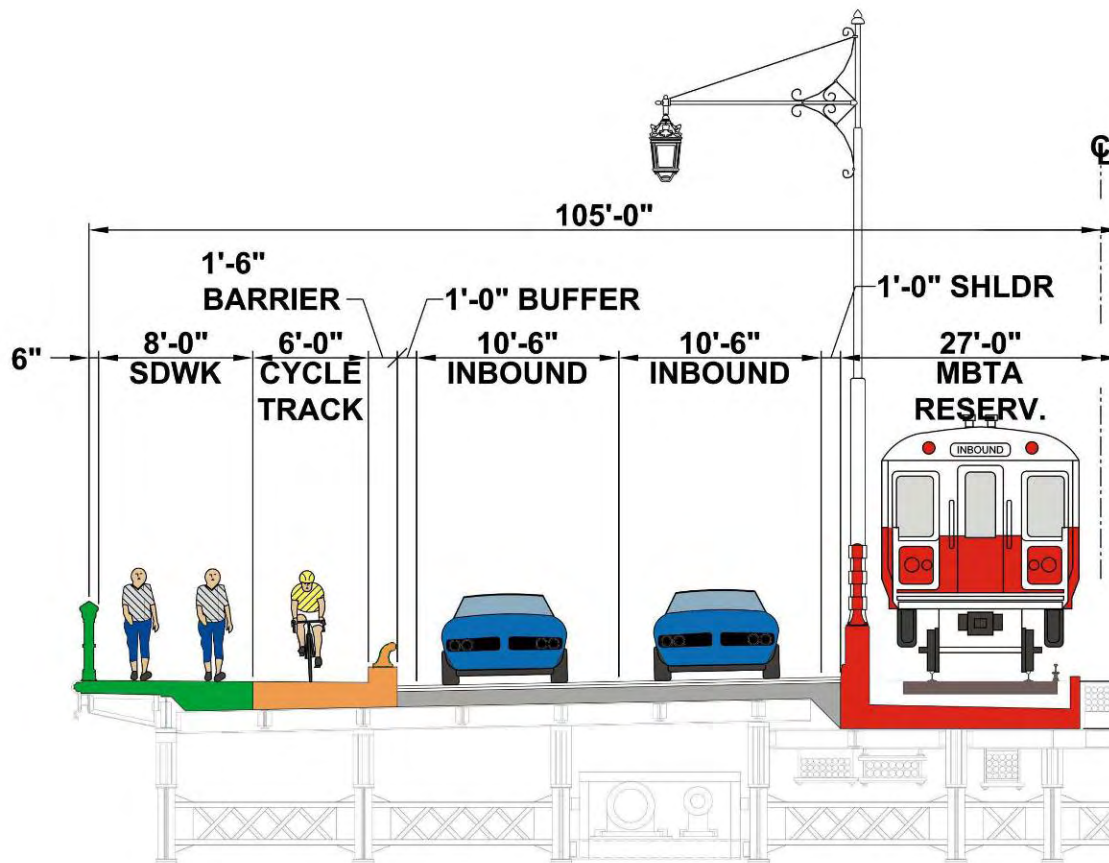 ℄
105'-0"
1'-6"
BARRIER
1'-0" BUFFER
1'-0" SHLDR
6"
8'-0"
SDWK
6'-0"
CYCLE
TRACK
10'-6"
INBOUND
10'-6"
INBOUND
27'-0"
MBTA
RESERV.
INBOUND